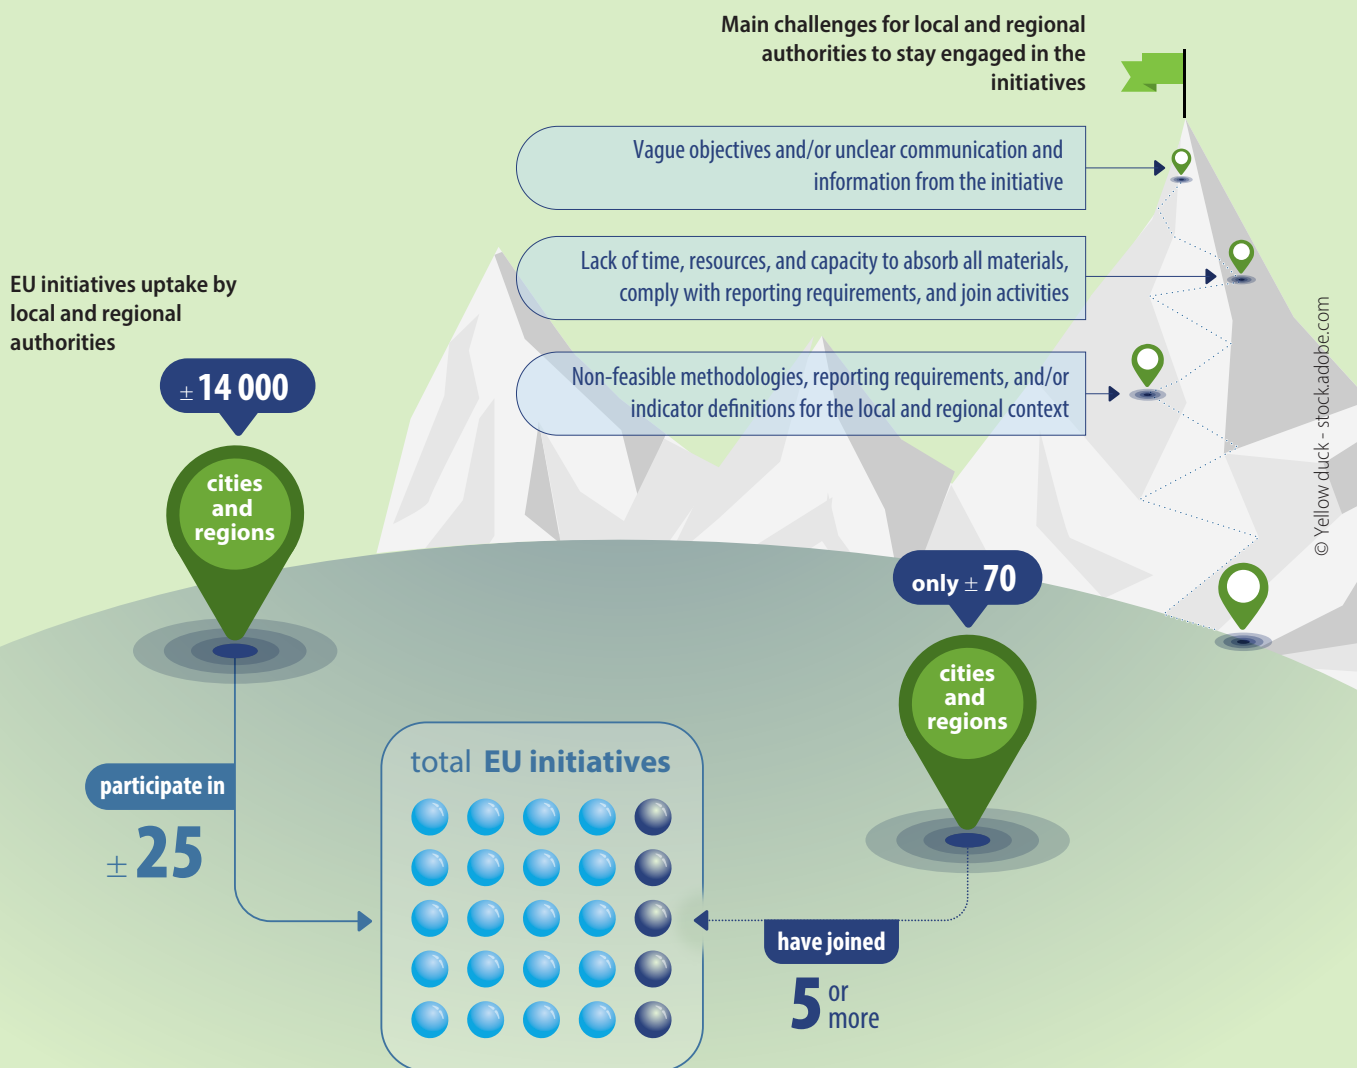 Main challenges for local and regional
authorities to stay engaged in the
initiatives
Vague objectives and/or unclear communication and
information from the initiative
Lack of time, resources, and capacity to absorb all materials,
comply with reporting requirements, and join activities
Non-feasible methodologies, reporting requirements, and/or
indicator definitions for the local and regional context
EU initiatives uptake by
local and regional
authorities
± 14 000
cities
and
regions
participate in
± 25
total EU initiatives
only ± 70
cities
and
regions
have joined
5 or
more
© Yellow duck - stock.adobe.com